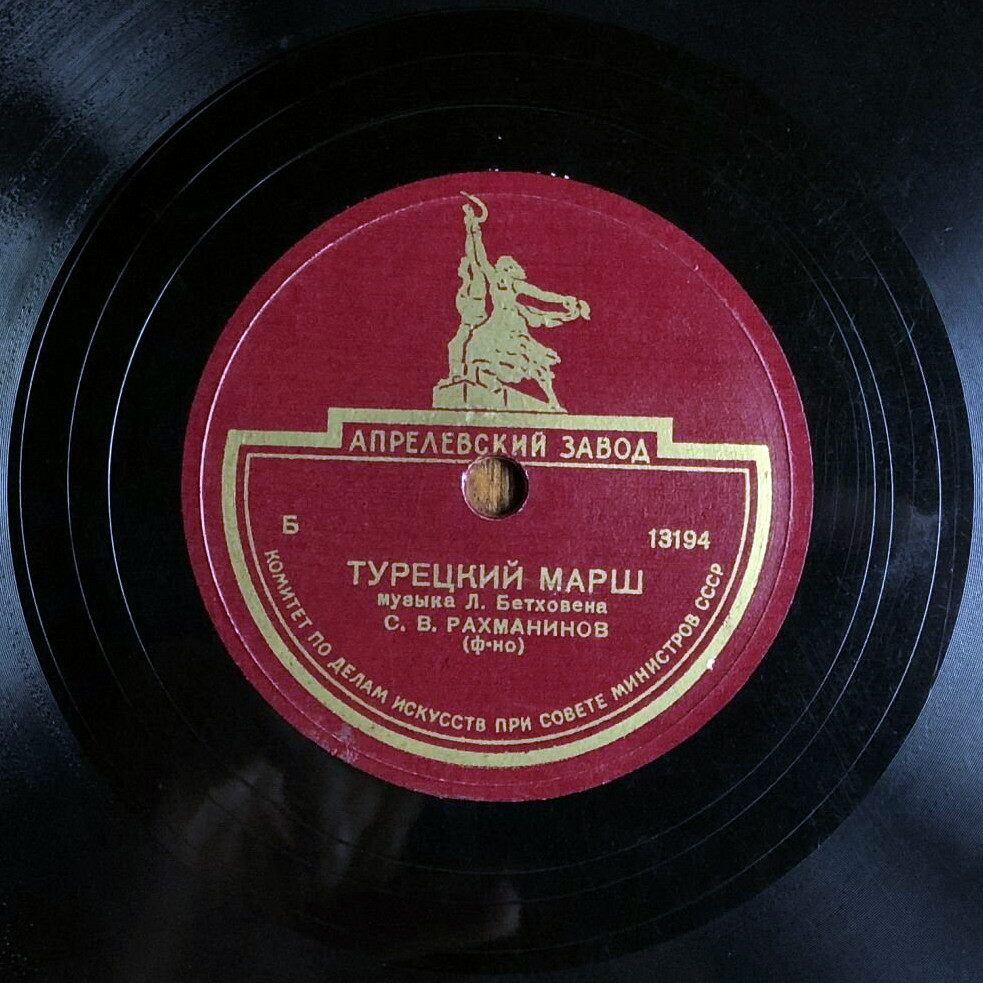 АПРЕЛЕВСКИЙ ЗАВОД
Б 13194
ТУРЕЦКИЙ МАРШ
музыка Л. Бетховена
С. В. РАХМАНИНОВ
(ф-но)
КОМИТЕТ ПО ДЕЛАМ ИСКУССТВ ПРИ СОВЕТЕ МИНИСТРОВ СССР